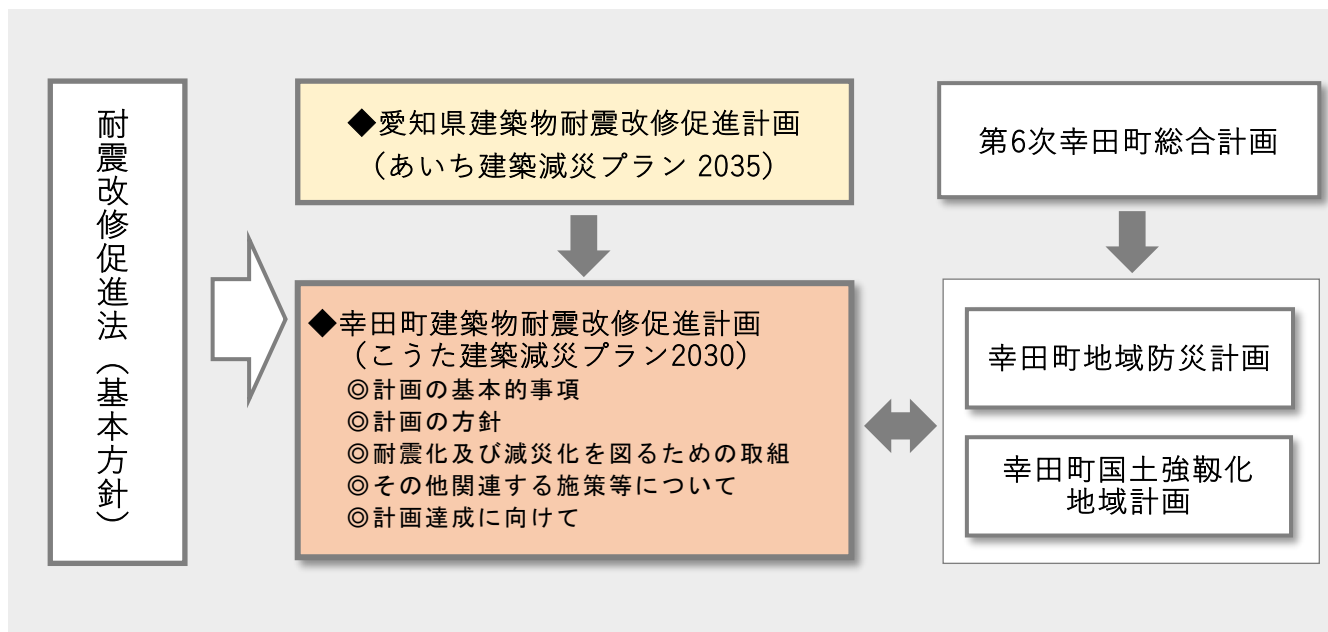 耐震改修促進法（基本方針）
◆愛知県建築物耐震改修促進計画
（あいち建築減災プラン 2035）
◆幸田町建築物耐震改修促進計画
（こうた建築減災プラン2030）
◎計画の基本的事項
◎計画の方針
◎耐震化及び減災化を図るための取組
◎その他関連する施策等について
◎計画達成に向けて
第6次幸田町総合計画
幸田町地域防災計画
幸田町国土強靱化
地域計画